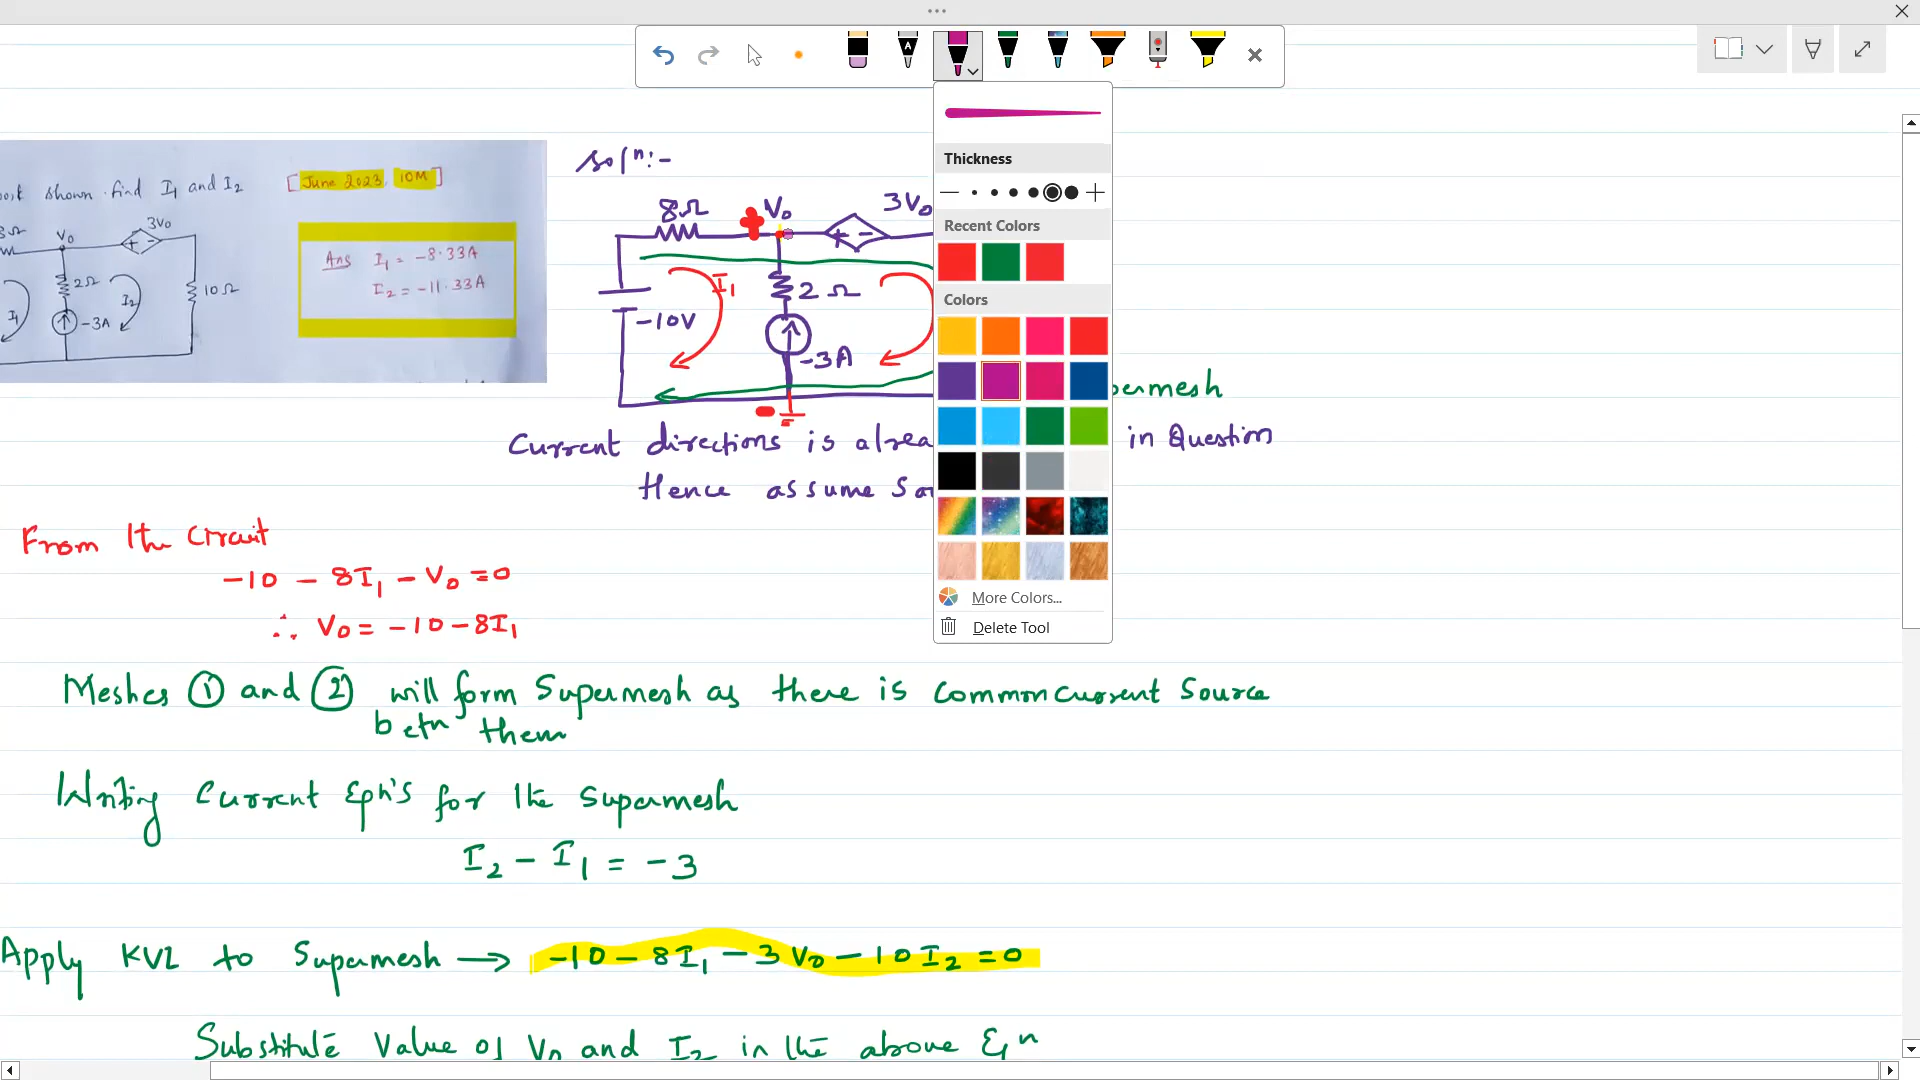 Thickness
Recent Colors
Colors
More Colors...
Delete Tool
shown. find I1 and I2
[June 2023, 10M]
V0
3V0
2Ω
I1
I2
10Ω
-3A
Ans I1 = -8.33A
I2 = -11.33A
Soln:-
8Ω
V0
3V0
I1
2Ω
-10V
-3A
permesh
Current directions is alrea
in Question
Hence assume Sa
From the Circuit
-10 - 8I1 - V0 = 0
∴ V0 = -10 - 8I1
Meshes ① and ② will form Supermesh as there is common current Source
betn them
Writing Current Eqn's for the Supermesh
I2 - I1 = -3
Apply KVL to Supermesh → -10 - 8I1 - 3V0 - 10I2 = 0
Substitute Value of V0 and I2 in the above Eqn